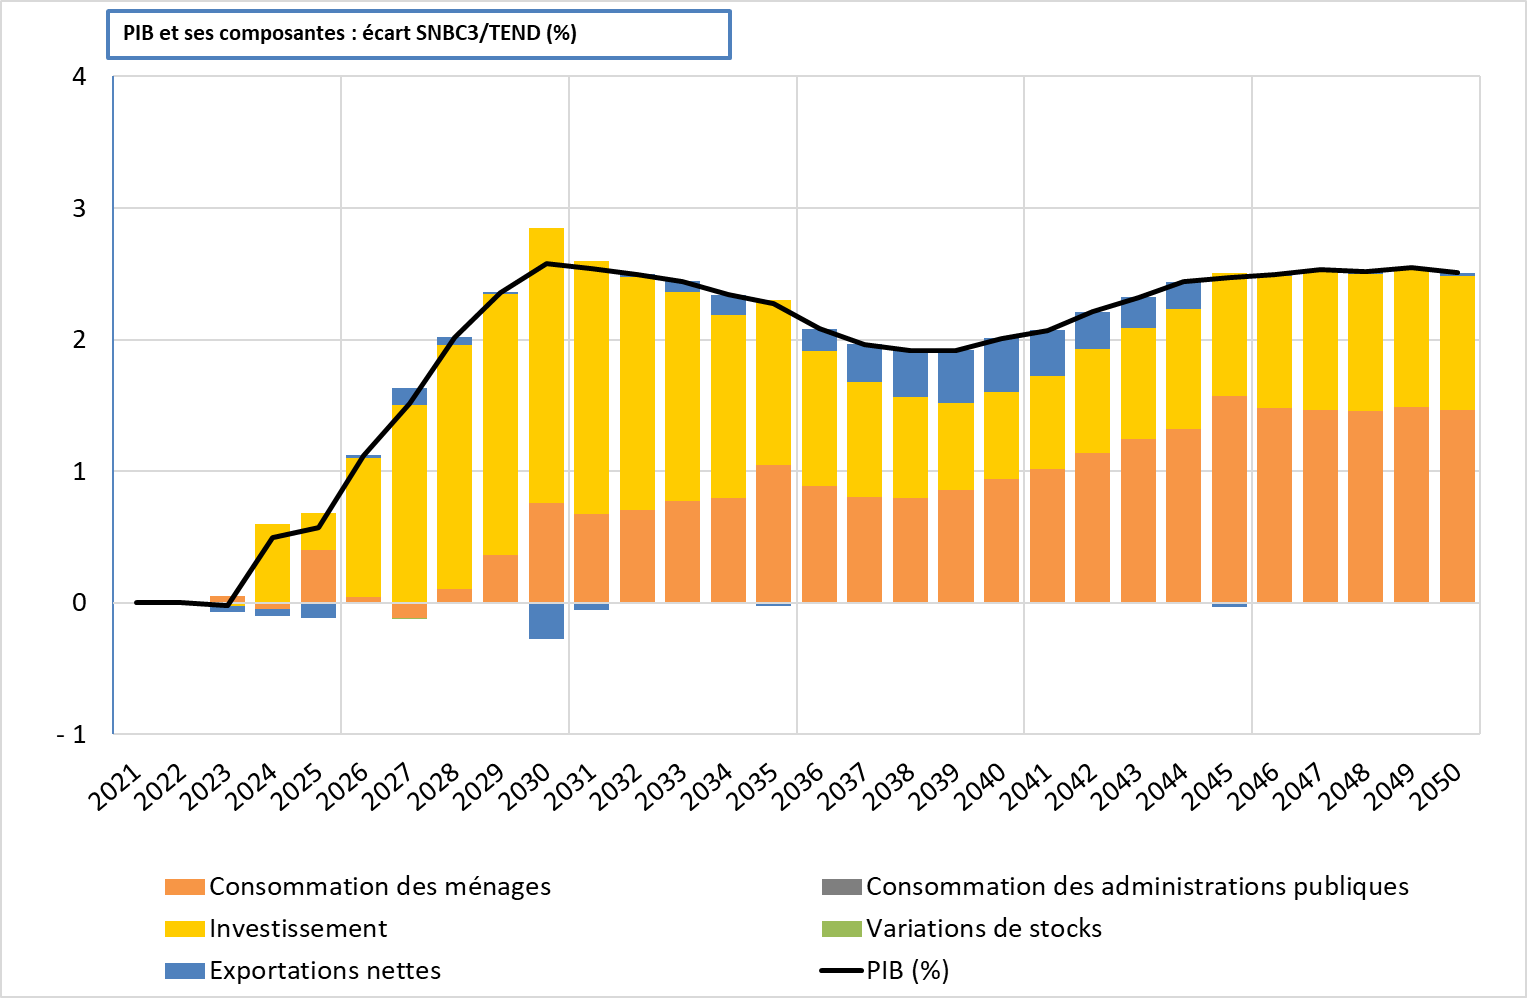 PIB et ses composantes : écart SNBC3/TEND (%)
4
3
2
1
0
- 1
2021 2022 2023 2024 2025 2026 2027 2028 2029 2030 2031 2032 2033 2034 2035 2036 2037 2038 2039 2040 2041 2042 2043 2044 2045 2046 2047 2048 2049 2050
Consommation des ménages
Consommation des administrations publiques
Investissement
Variations de stocks
Exportations nettes
PIB (%)